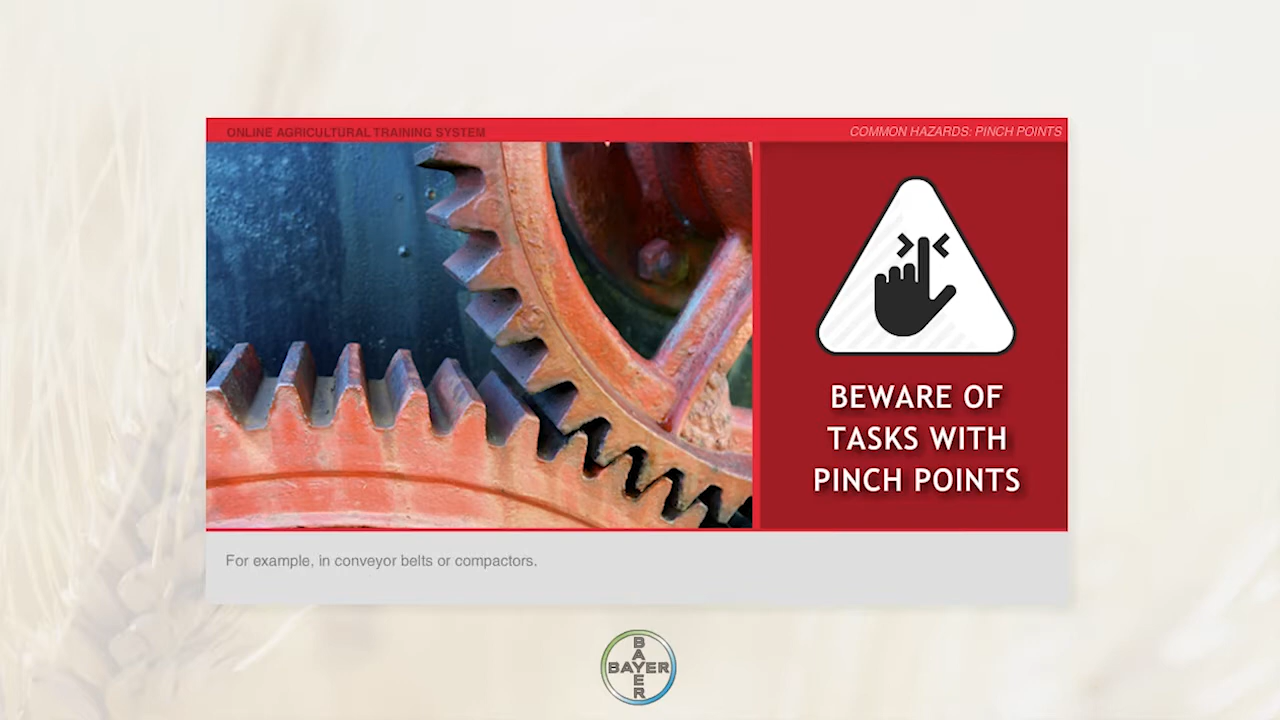 ONLINE AGRICULTURAL TRAINING SYSTEM
COMMON HAZARDS: PINCH POINTS
BEWARE OF
TASKS WITH
PINCH POINTS
For example, in conveyor belts or compactors.
BAYER
BAYER